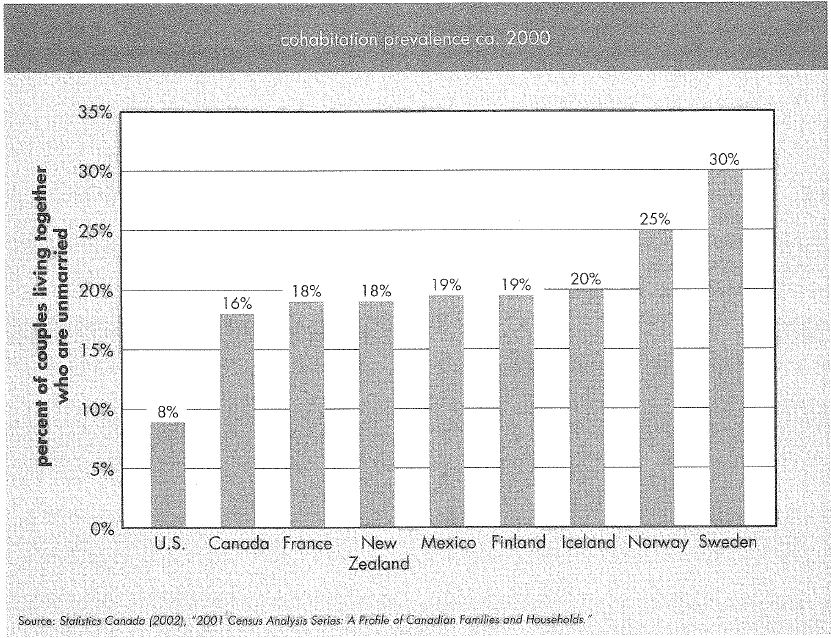 cohabitation prevalence ca. 2000
35%
30%
25%
20%
15%
10%
5%
0%
percent of couples living together
who are unmarried
8%
16%
18%
18%
19%
19%
20%
25%
30%
U.S.
Canada
France
New
Zealand
Mexico
Finland
Iceland
Norway
Sweden
Source: Statistics Canada (2002), "2001 Census Analysis Series: A Profile of Canadian Families and Households."